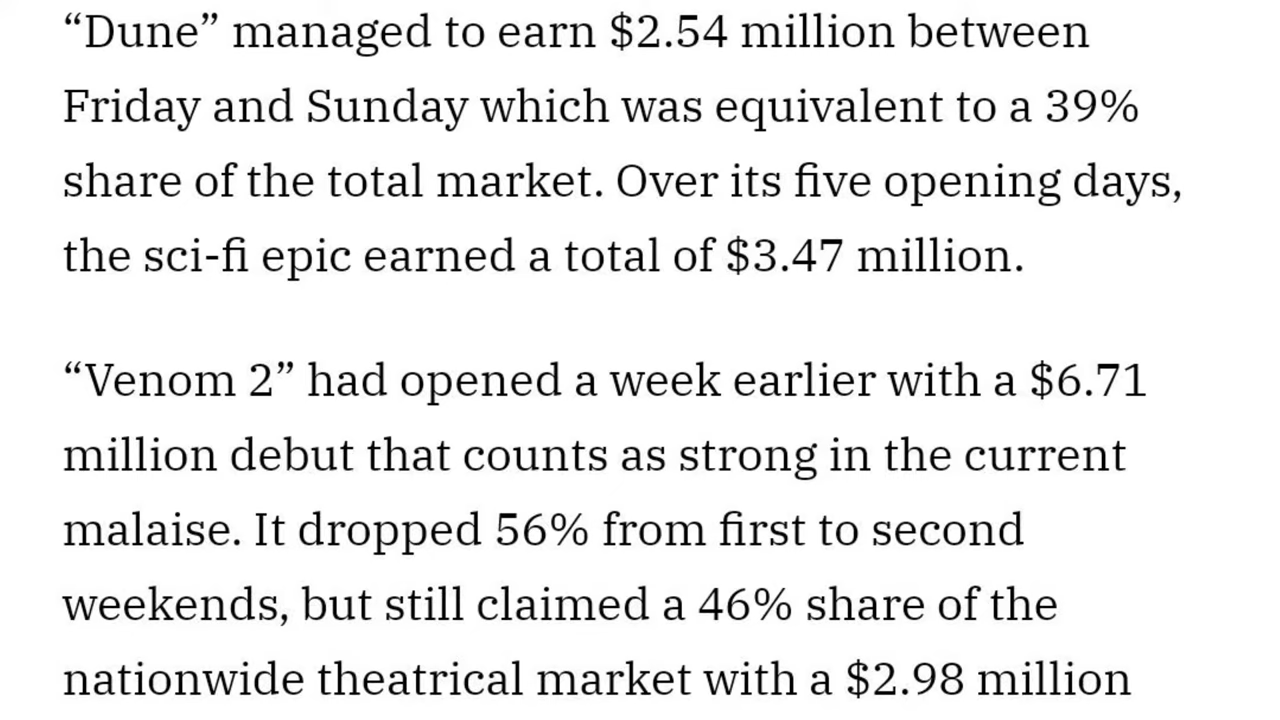 “Dune” managed to earn $2.54 million between
Friday and Sunday which was equivalent to a 39%
share of the total market. Over its five opening days,
the sci-fi epic earned a total of $3.47 million.
“Venom 2” had opened a week earlier with a $6.71
million debut that counts as strong in the current
malaise. It dropped 56% from first to second
weekends, but still claimed a 46% share of the
nationwide theatrical market with a $2.98 million